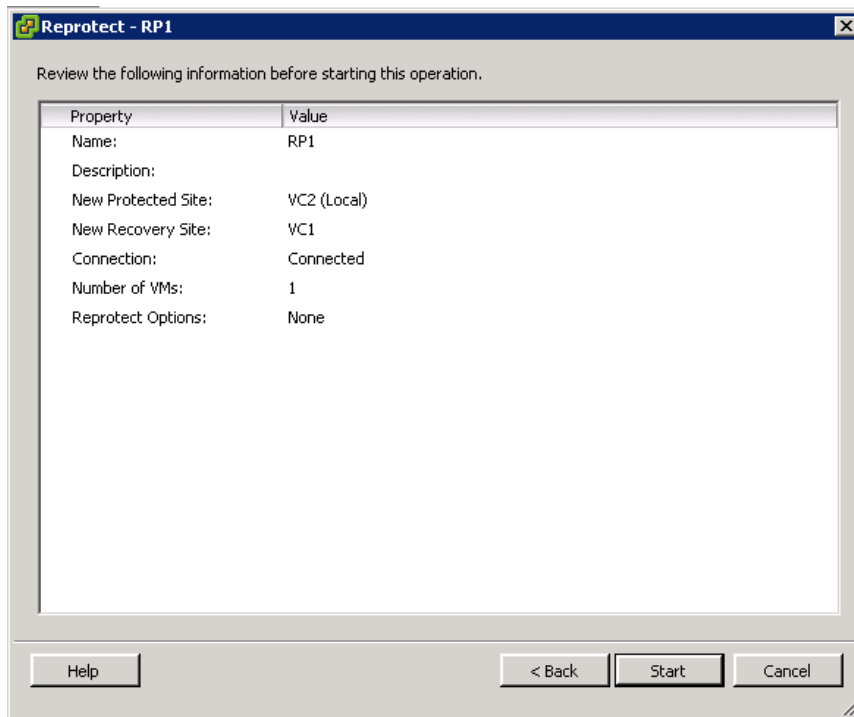 Reprotect - RP1
Review the following information before starting this operation.
Property Value
Name: RP1
Description:
New Protected Site: VC2 (Local)
New Recovery Site: VC1
Connection: Connected
Number of VMs: 1
Reprotect Options: None
Help < Back Start Cancel